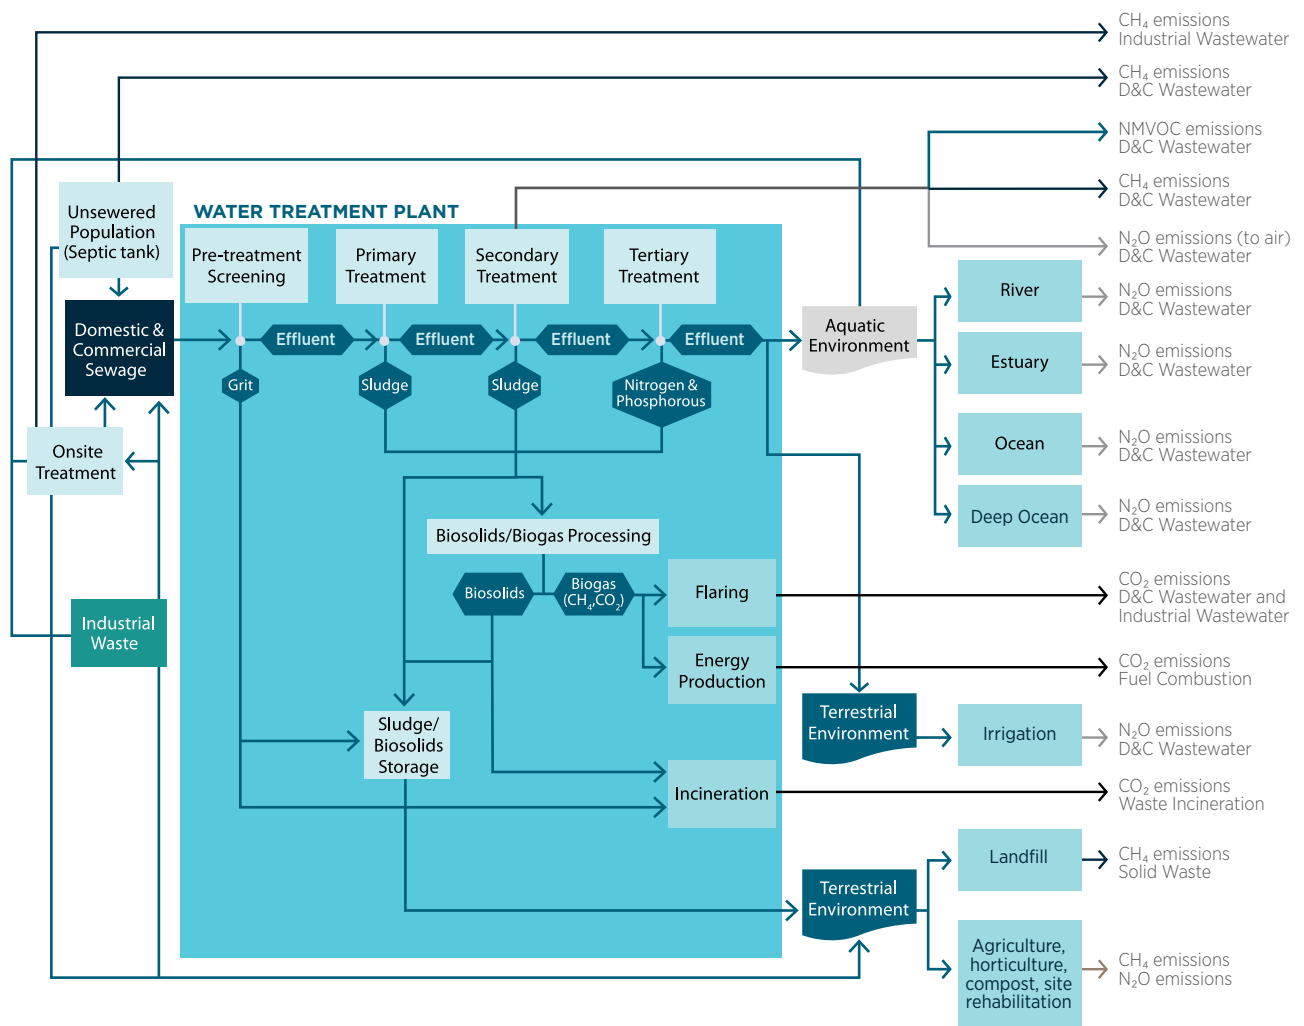 CH₄ emissions
Industrial Wastewater
CH₄ emissions
D&C Wastewater
NMVOC emissions
D&C Wastewater
CH₄ emissions
D&C Wastewater
N₂O emissions (to air)
D&C Wastewater
Unsewered
Population
(Septic tank)
WATER TREATMENT PLANT
Pre-treatment
Screening
Primary
Treatment
Secondary
Treatment
Tertiary
Treatment
Domestic &
Commercial
Sewage
Effluent
Effluent
Effluent
Effluent
Aquatic
Environment
River
N₂O emissions
D&C Wastewater
Estuary
N₂O emissions
D&C Wastewater
Grit
Sludge
Sludge
Nitrogen &
Phosphorous
Onsite
Treatment
Ocean
N₂O emissions
D&C Wastewater
Deep Ocean
N₂O emissions
D&C Wastewater
Biosolids/Biogas Processing
Biosolids
Biogas
(CH₄,CO₂)
Flaring
CO₂ emissions
D&C Wastewater and
Industrial Wastewater
Industrial
Waste
Energy
Production
CO₂ emissions
Fuel Combustion
Sludge/
Biosolids
Storage
Terrestrial
Environment
Irrigation
N₂O emissions
D&C Wastewater
Incineration
CO₂ emissions
Waste Incineration
Terrestrial
Environment
Landfill
CH₄ emissions
Solid Waste
Agriculture,
horticulture,
compost, site
rehabilitation
CH₄ emissions
N₂O emissions